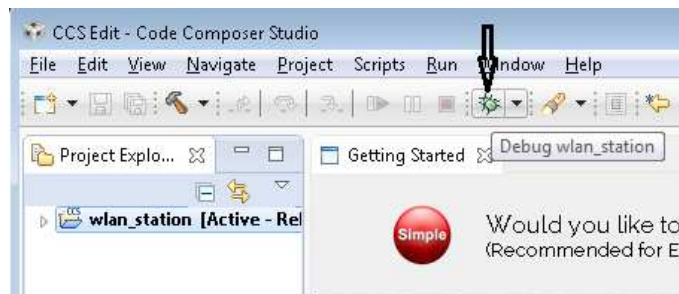 CCS Edit - Code Composer Studio
File Edit View Navigate Project Scripts Run Window Help
Debug wlan_station
Project Explo...
Getting Started
wlan_station [Active - Rel
Simple
Would you like to
(Recommended for E